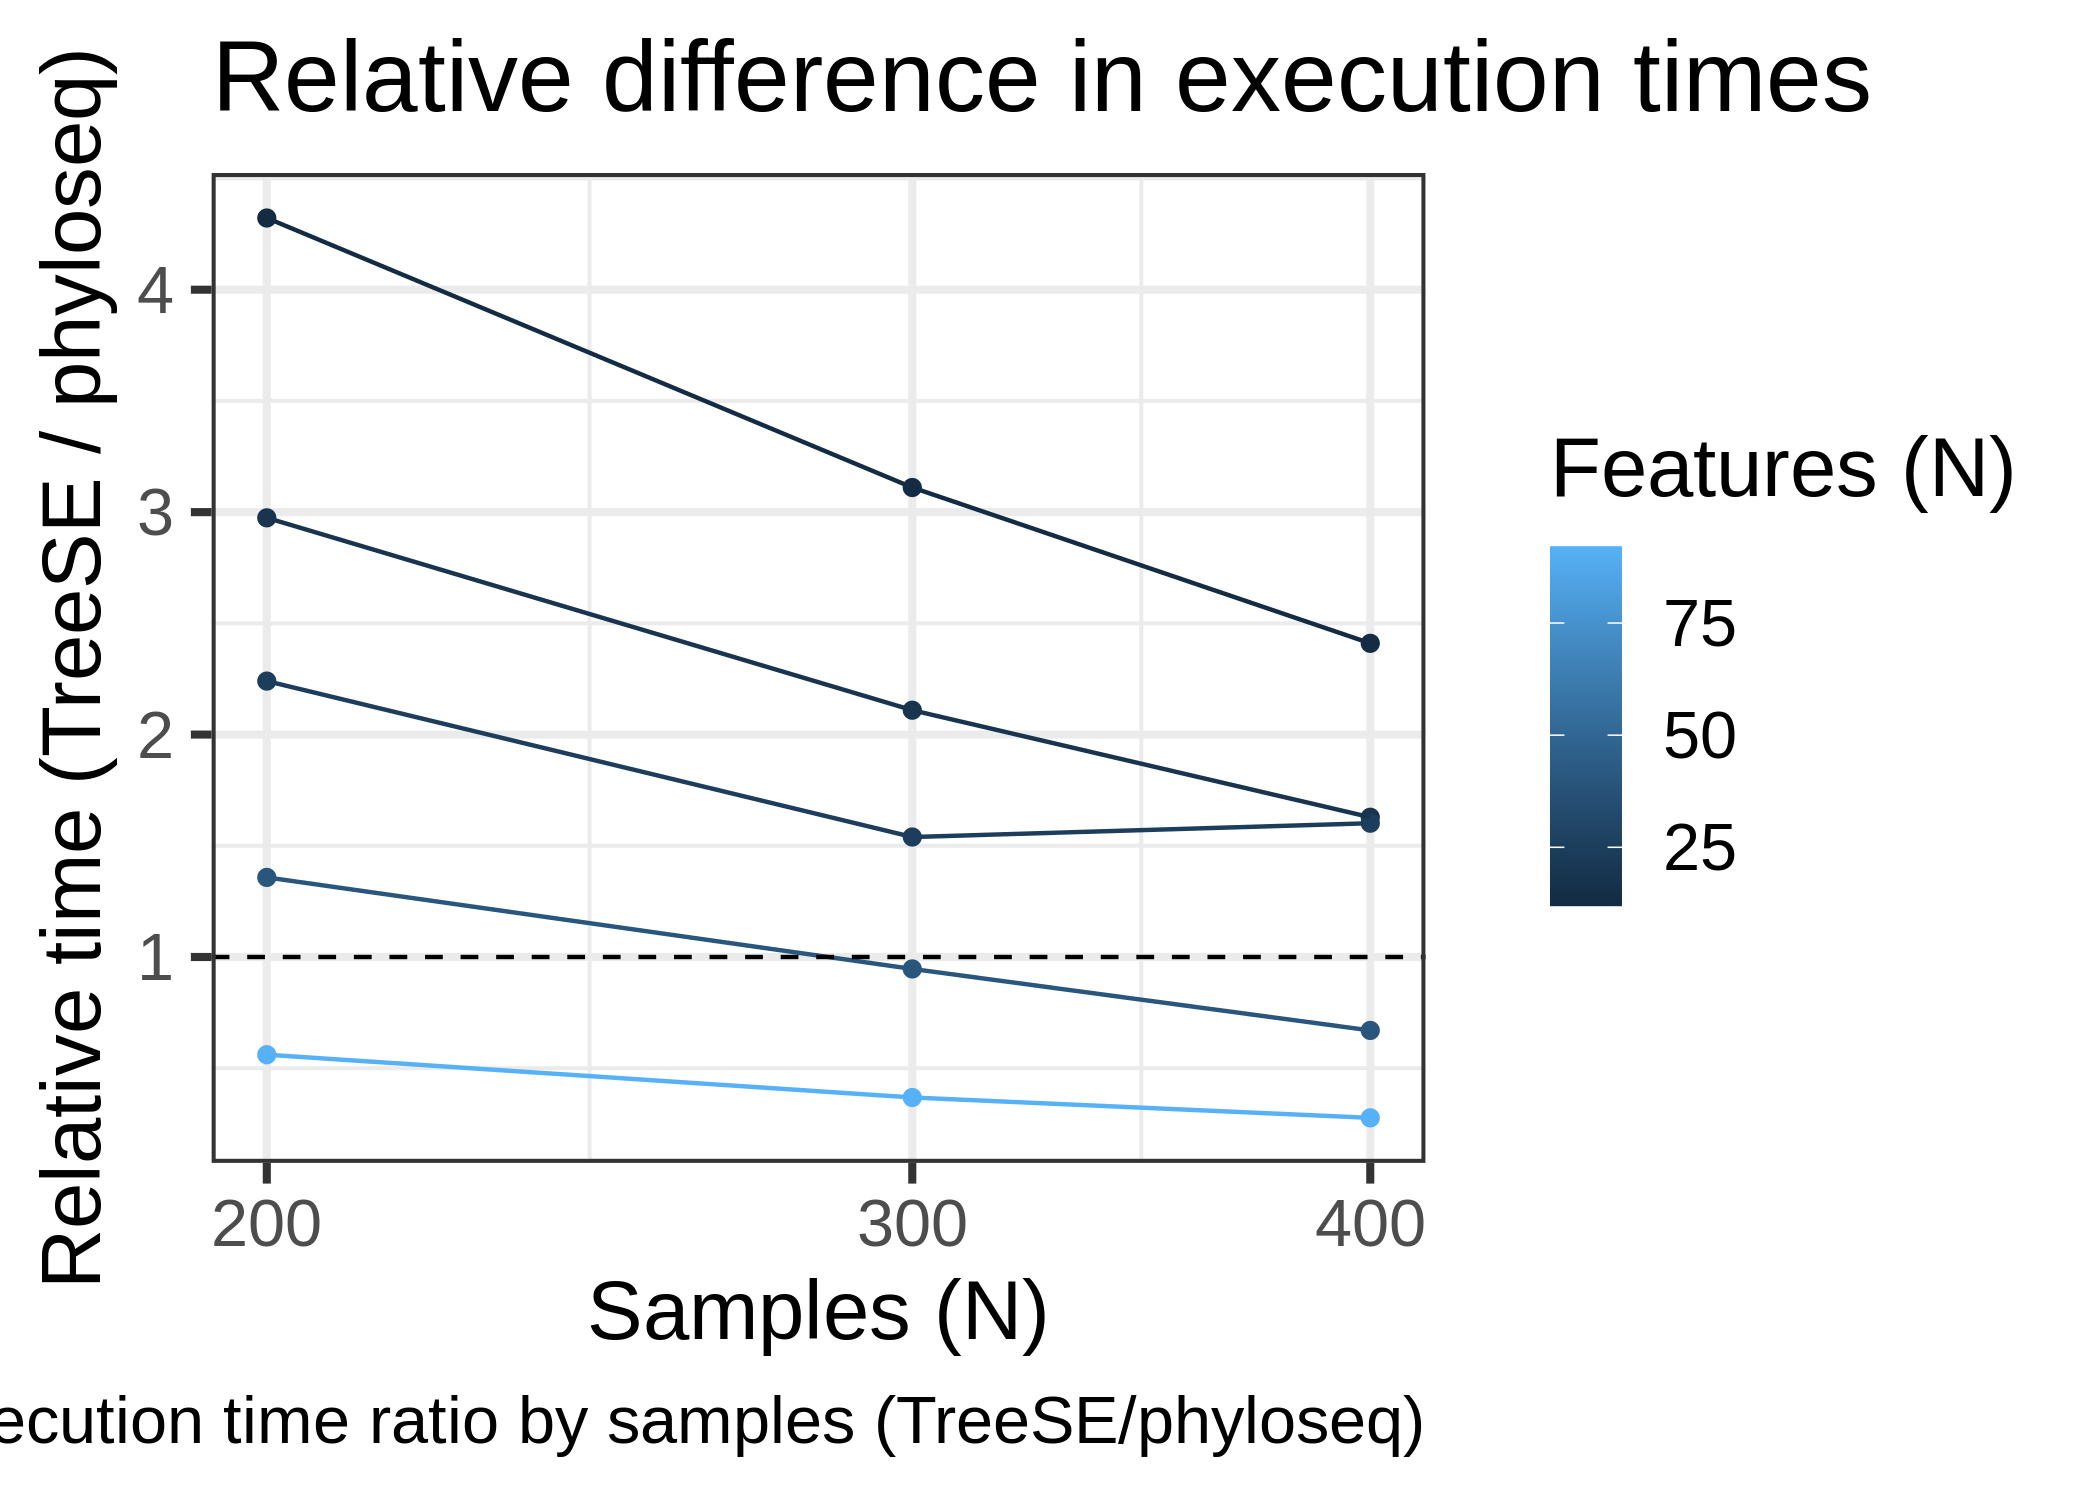 Relative difference in execution times
Relative time (TreeSE / phyloseq)
4
3
2
1
200 300 400
Samples (N)
Features (N)
75
50
25
ecution time ratio by samples (TreeSE/phyloseq)